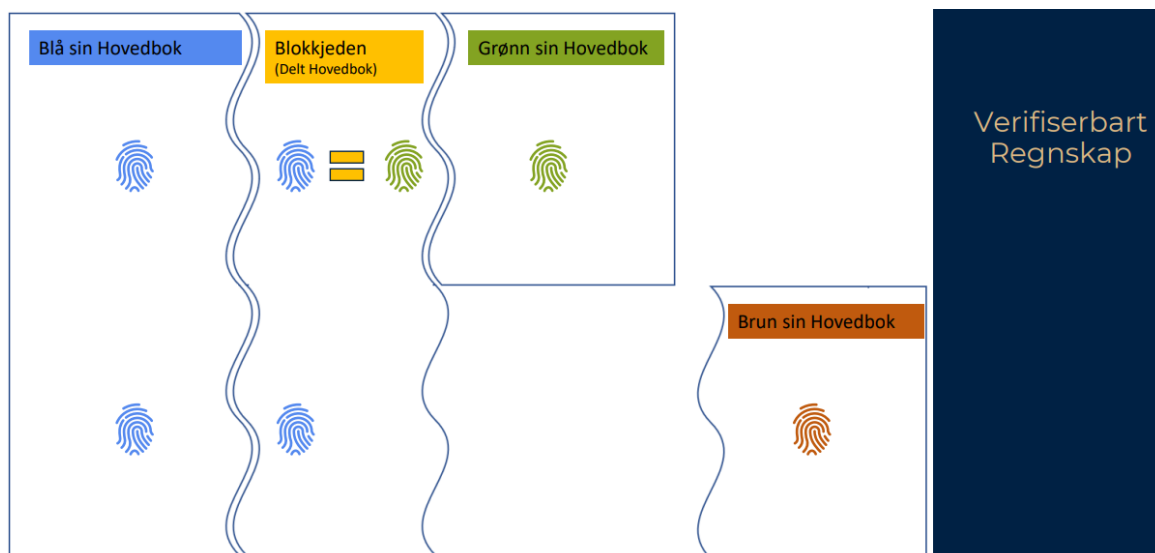 Blå sin Hovedbok
Blokkjeden
(Delt Hovedbok)
Grønn sin Hovedbok
Verifiserbart
Regnskap
Brun sin Hovedbok